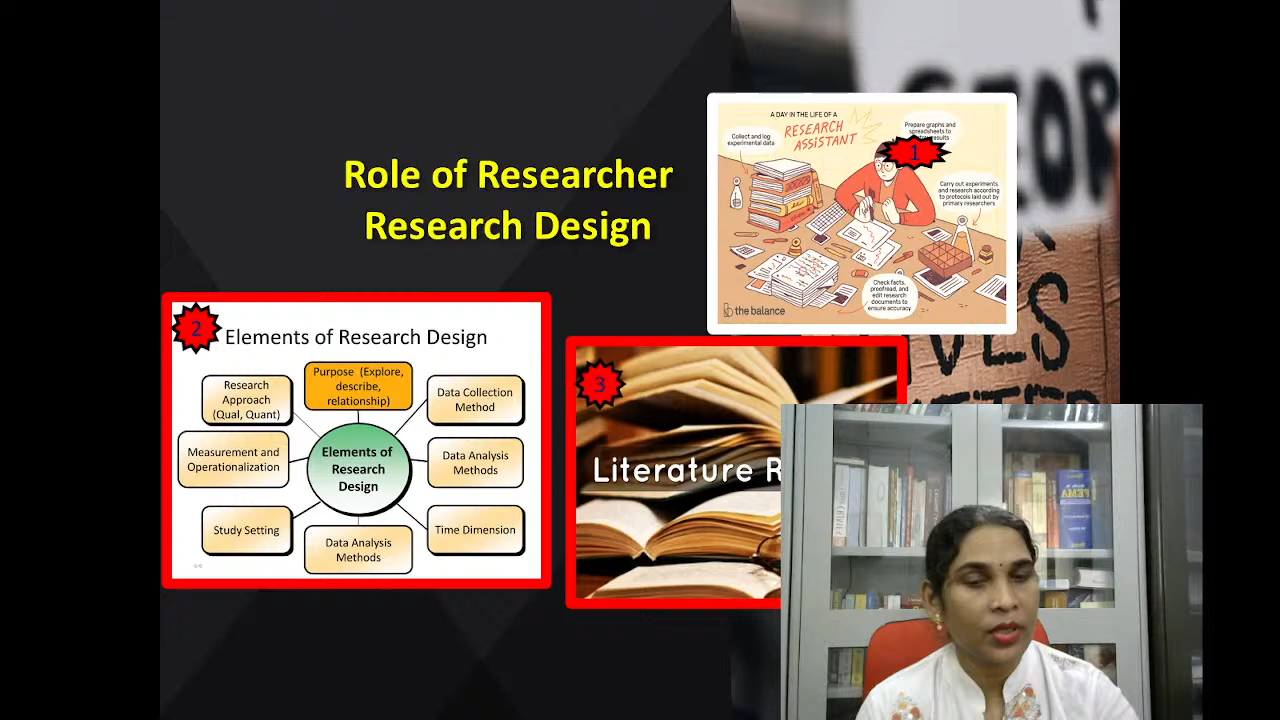 Role of Researcher
Research Design
A DAY IN THE LIFE OF A
RESEARCH
ASSISTANT
Collect and log
experimental data
Prepare graphs and
spreadsheets to
results
1
Carry out experiments
and research according
to protocols laid out by
primary researchers
Check facts,
proofread, and
edit research
documents to
ensure accuracy
the balance
2
Elements of Research Design
Research
Approach
(Qual, Quant)
Purpose (Explore,
describe,
relationship)
Data Collection
Method
Measurement and
Operationalization
Elements of
Research
Design
Data Analysis
Methods
Study Setting
Data Analysis
Methods
Time Dimension
3
Literature R
FEMA